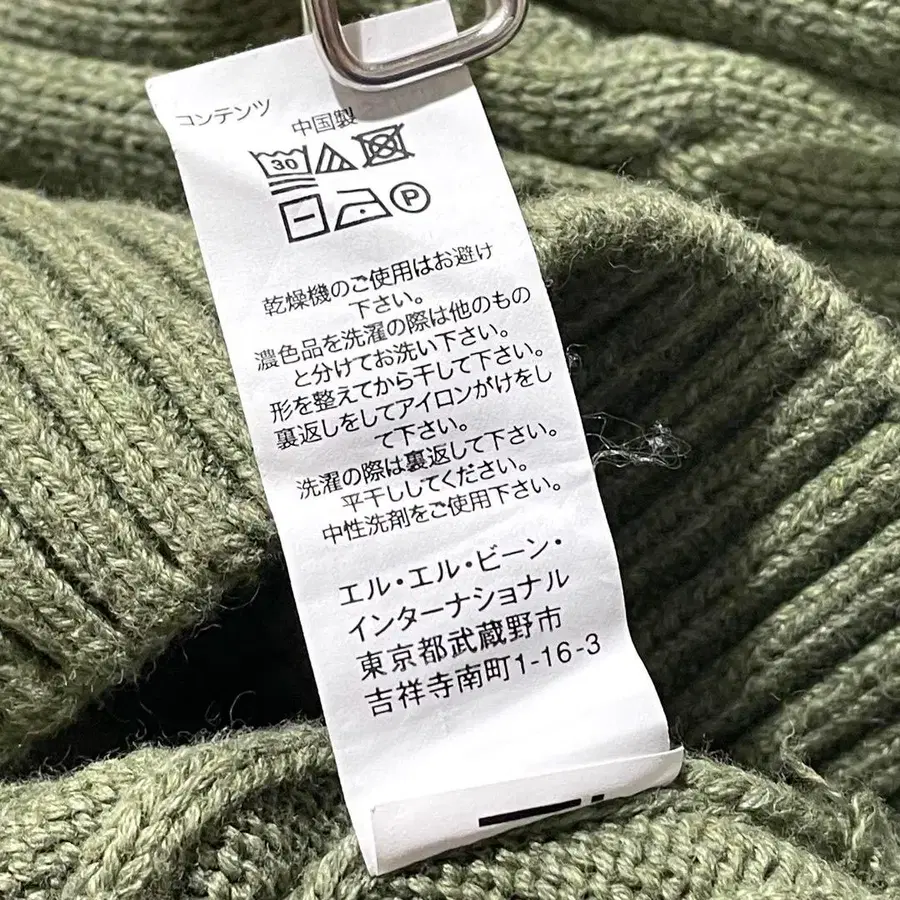 コンテンツ
中国製
30
P
乾燥機のご使用はお避け
下さい。
濃色品を洗濯の際は他のもの
と分けてお洗い下さい。
形を整えてから干して下さい。
裏返しをしてアイロンがけをし
て下さい。
洗濯の際は裏返して下さい。
平干ししてください。
中性洗剤をご使用下さい。
エル・エル・ビーン・
インターナショナル
東京都武蔵野市
吉祥寺南町1-16-3